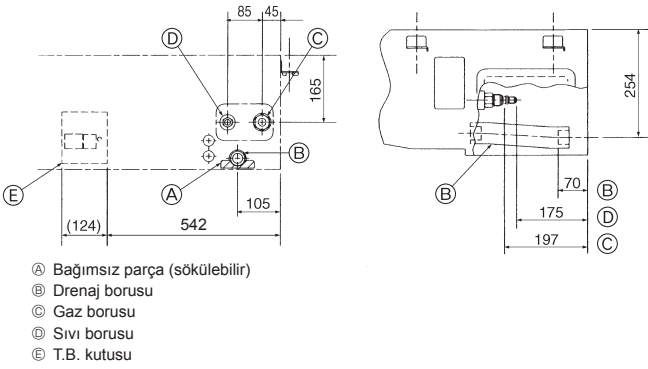 85 45
Ⓓ Ⓒ
165
Ⓑ
Ⓐ
Ⓔ
105
(124) 542
254
Ⓑ
70 Ⓑ
175 Ⓓ
197 Ⓒ
Ⓐ Bağımsız parça (sökülebilir)
Ⓑ Drenaj borusu
Ⓒ Gaz borusu
Ⓓ Sıvı borusu
Ⓔ T.B. kutusu